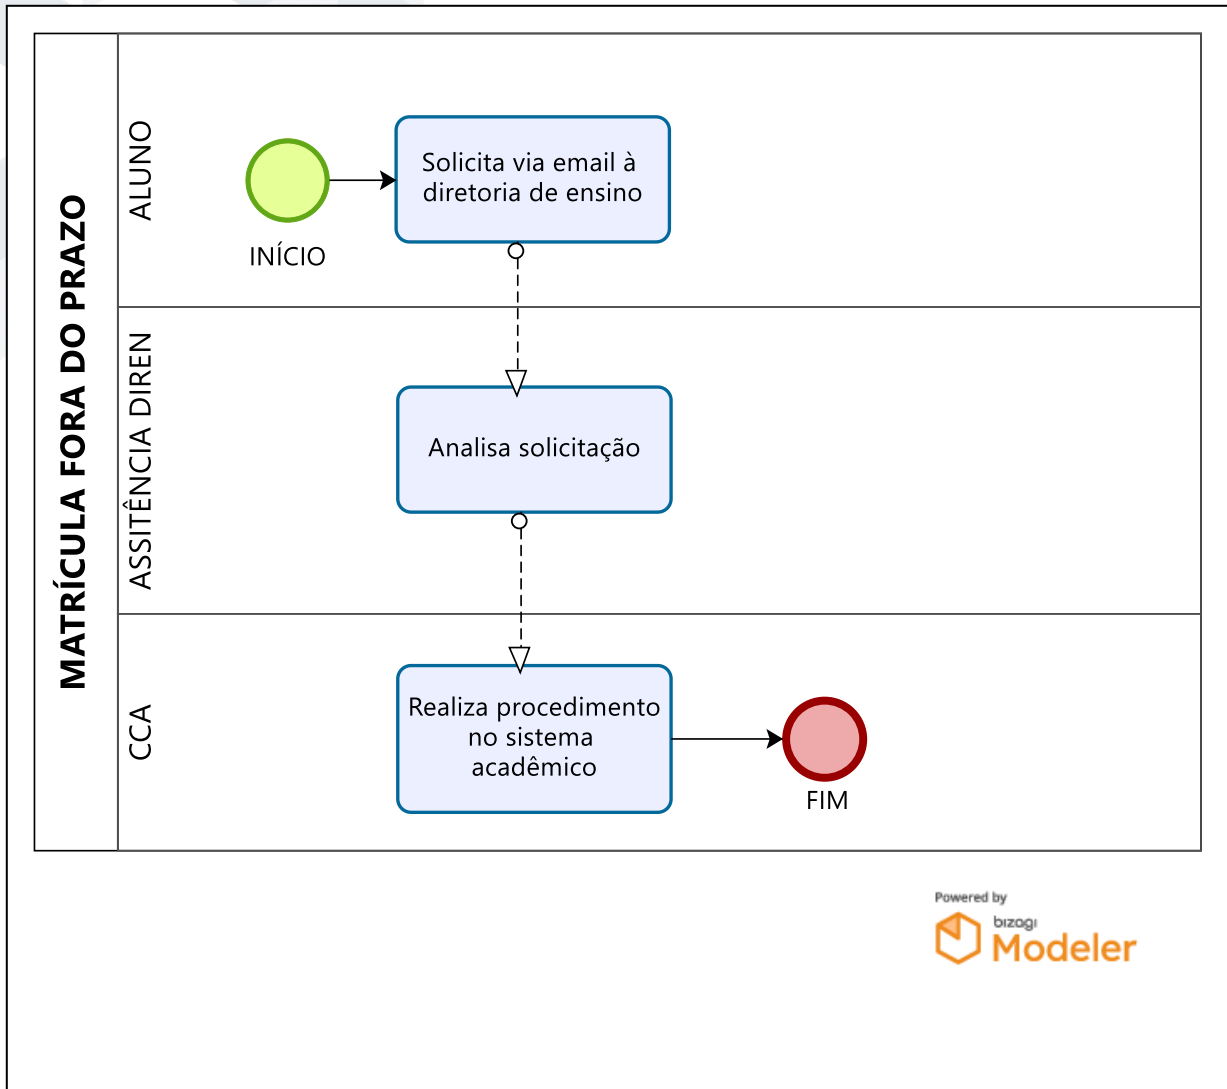 MATRÍCULA FORA DO PRAZO
ALUNO
INÍCIO
Solicita via email à
diretoria de ensino
ASSITÊNCIA DIREN
Analisa solicitação
CCA
Realiza procedimento
no sistema
acadêmico
FIM
Powered by
bizagi
Modeler